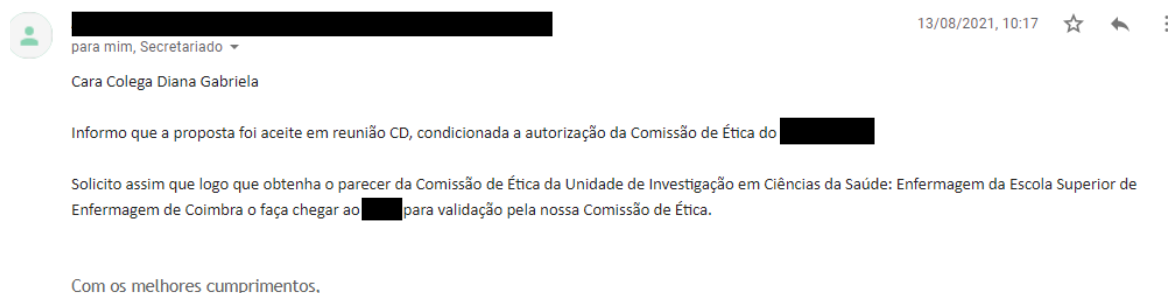 13/08/2021, 10:17
para mim, Secretariado
Cara Colega Diana Gabriela
Informo que a proposta foi aceite em reunião CD, condicionada a autorização da Comissão de Ética do
Solicito assim que logo que obtenha o parecer da Comissão de Ética da Unidade de Investigação em Ciências da Saúde: Enfermagem da Escola Superior de
Enfermagem de Coimbra o faça chegar ao para validação pela nossa Comissão de Ética.
Com os melhores cumprimentos,